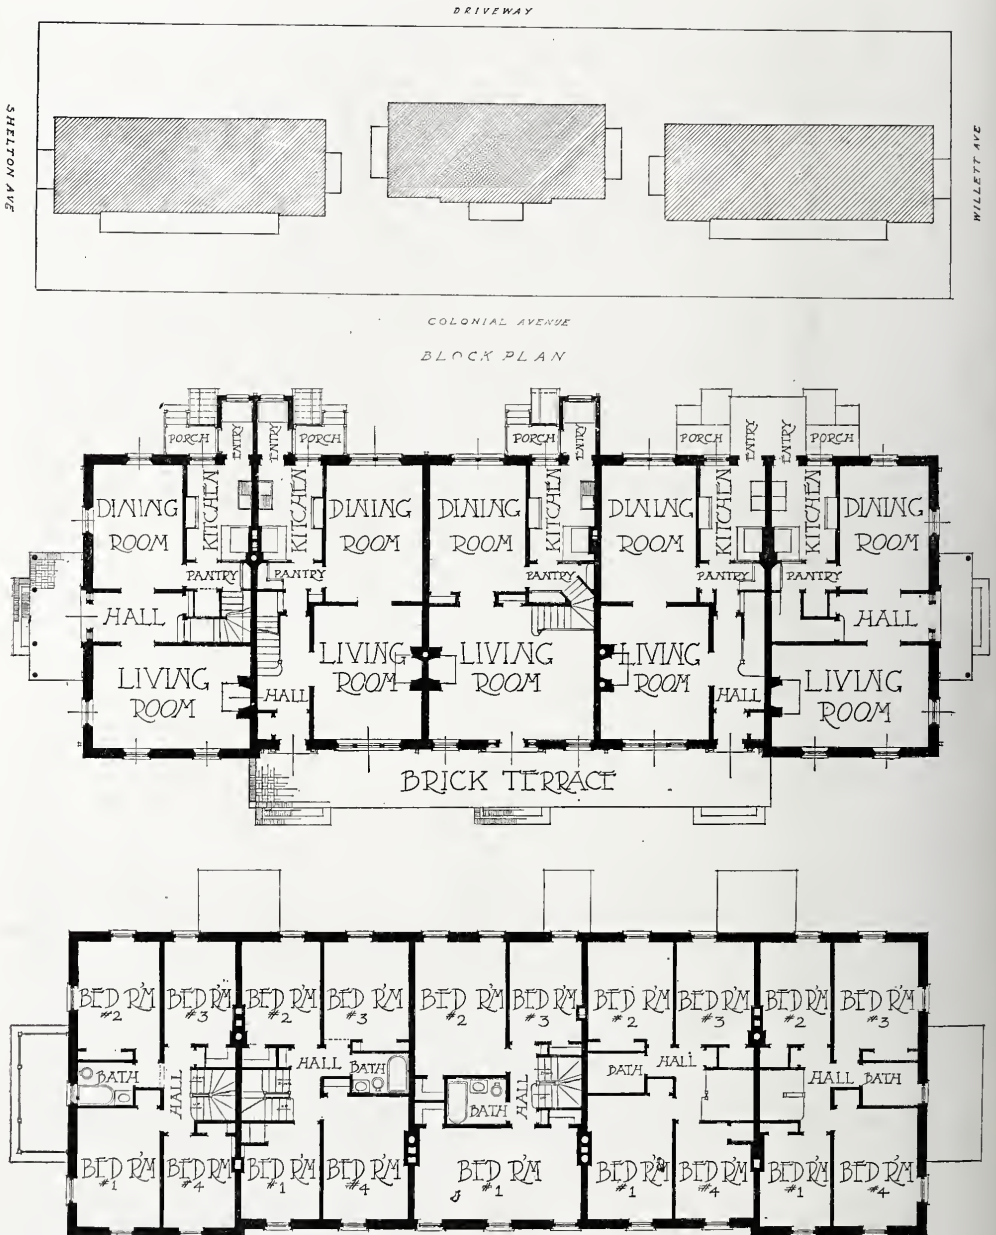 DRIVEWAY
SHELTON AVE
WILLETT AVE
COLONIAL AVENUE
BLOCK PLAN
PORCH
ENTRY
ENTRY
PORCH
PORCH
ENTRY
PORCH
ENTRY
ENTRY
PORCH
DINING
ROOM
KITCHEN
KITCHEN
DINING
ROOM
DINING
ROOM
KITCHEN
DINING
ROOM
KITCHEN
KITCHEN
DINING
ROOM
PANTRY
PANTRY
PANTRY
PANTRY
PANTRY
HALL
HALL
LIVING
ROOM
HALL
LIVING
ROOM
LIVING
ROOM
LIVING
ROOM
HALL
LIVING
ROOM
BRICK TERRACE
BED R'M
#2
BED R'M
#3
BED R'M
#2
BED R'M
#3
BED R'M
#2
BED R'M
#3
BED R'M
#2
BED R'M
#3
BED R'M
#2
BED R'M
#3
BATH
HALL
HALL
BATH
BATH
HALL
BATH
HALL
HALL
BATH
BED R'M
#1
BED R'M
#4
BED R'M
#1
BED R'M
#4
BED R'M
#1
BED R'M
#1
BED R'M
#4
BED R'M
#1
BED R'M
#4